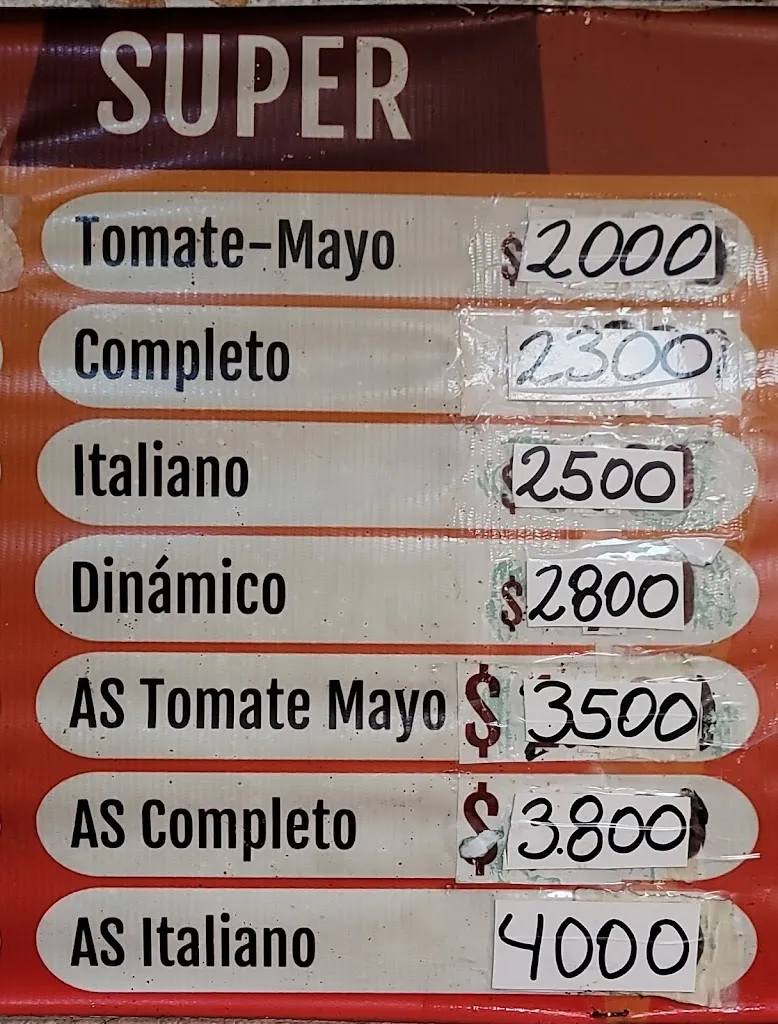 SUPER
Tomate-Mayo $2000
Completo 2300
Italiano $2500
Dinámico $2800
AS Tomate Mayo $3500
AS Completo $3.800
AS Italiano 4000